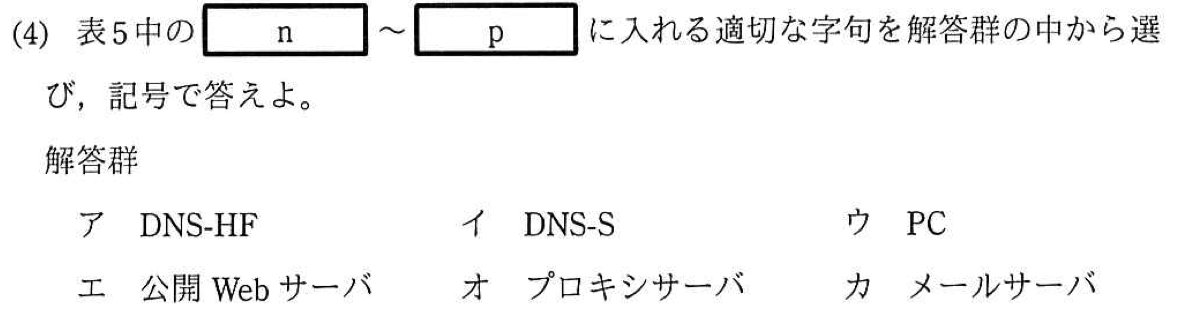 (4) 表5中の n ～ p に入れる適切な字句を解答群の中から選
び，記号で答えよ。
解答群
ア DNS-HF イ DNS-S ウ PC
エ 公開 Web サーバ オ プロキシサーバ カ メールサーバ